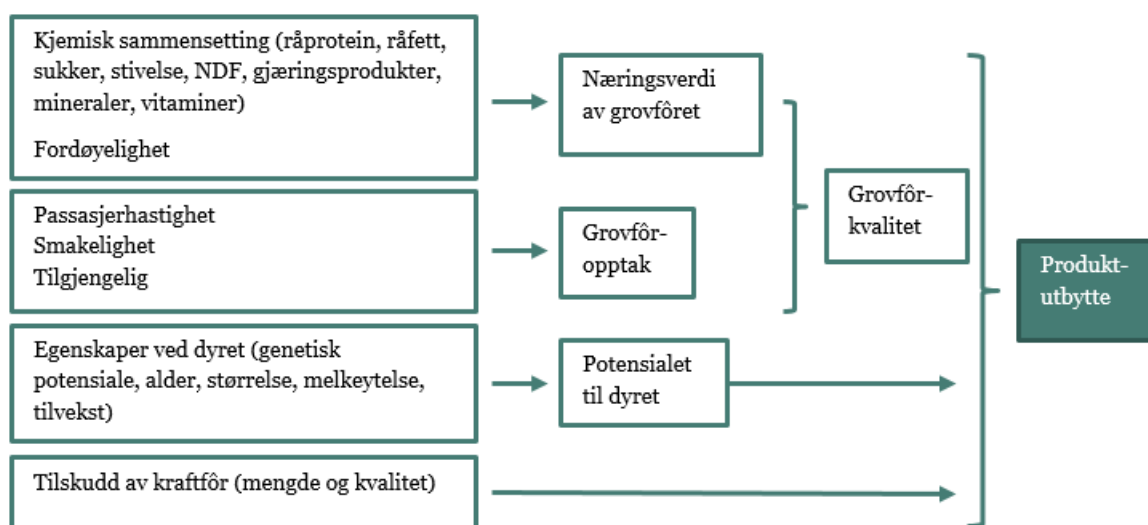 Kjemisk sammensetting (råprotein, råfett,
sukker, stivelse, NDF, gjæringsprodukter,
mineraler, vitaminer)
Fordøyelighet
Næringsverdi
av grovfôret
Passasjerhastighet
Smakelighet
Tilgjengelig
Grovfôr-
opptak
Grovfôr-
kvalitet
Egenskaper ved dyret (genetisk
potensiale, alder, størrelse, melkeytelse,
tilvekst)
Potensialet
til dyret
Tilskudd av kraftfôr (mengde og kvalitet)
Produkt-
utbytte